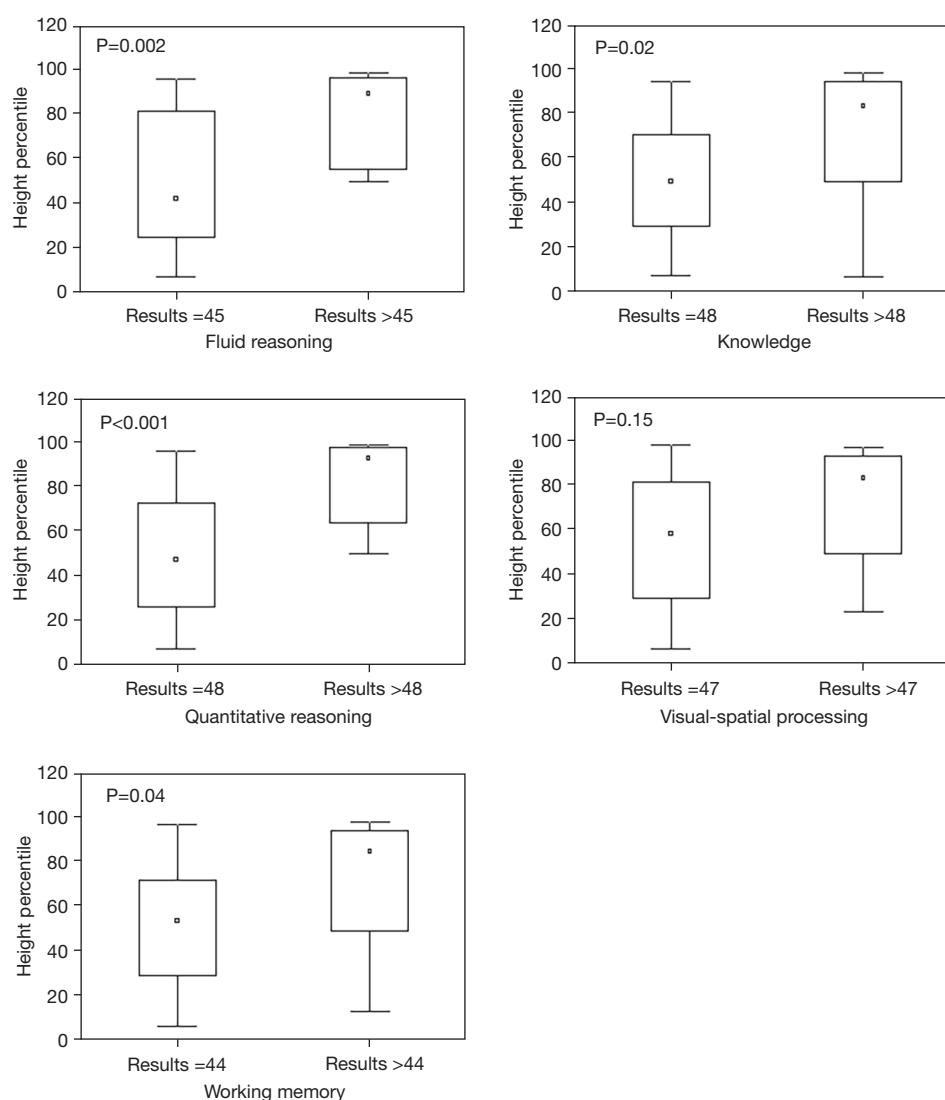 P=0.002
Height percentile
120
100
80
60
40
20
0
Results =45 Results >45
Fluid reasoning
P=0.02
Height percentile
120
100
80
60
40
20
0
Results =48 Results >48
Knowledge
P<0.001
Height percentile
120
100
80
60
40
20
0
Results =48 Results >48
Quantitative reasoning
P=0.15
Height percentile
120
100
80
60
40
20
0
Results =47 Results >47
Visual-spatial processing
P=0.04
Height percentile
120
100
80
60
40
20
0
Results =44 Results >44
Working memory